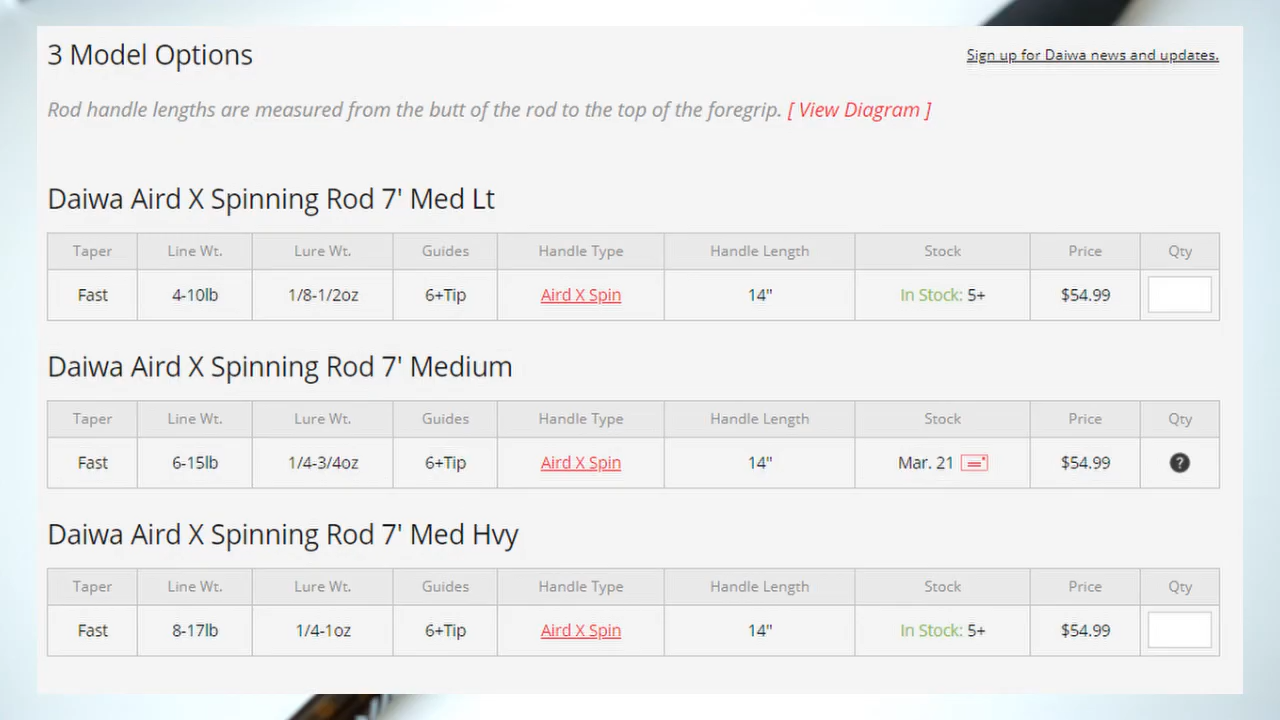 3 Model Options
Sign up for Daiwa news and updates.
Rod handle lengths are measured from the butt of the rod to the top of the foregrip. [ View Diagram ]
Daiwa Aird X Spinning Rod 7' Med Lt
Taper Line Wt. Lure Wt. Guides Handle Type Handle Length Stock Price Qty
Fast 4-10lb 1/8-1/2oz 6+Tip Aird X Spin 14" In Stock: 5+ $54.99
Daiwa Aird X Spinning Rod 7' Medium
Taper Line Wt. Lure Wt. Guides Handle Type Handle Length Stock Price Qty
Fast 6-15lb 1/4-3/4oz 6+Tip Aird X Spin 14" Mar. 21 $54.99 ?
Daiwa Aird X Spinning Rod 7' Med Hvy
Taper Line Wt. Lure Wt. Guides Handle Type Handle Length Stock Price Qty
Fast 8-17lb 1/4-1oz 6+Tip Aird X Spin 14" In Stock: 5+ $54.99